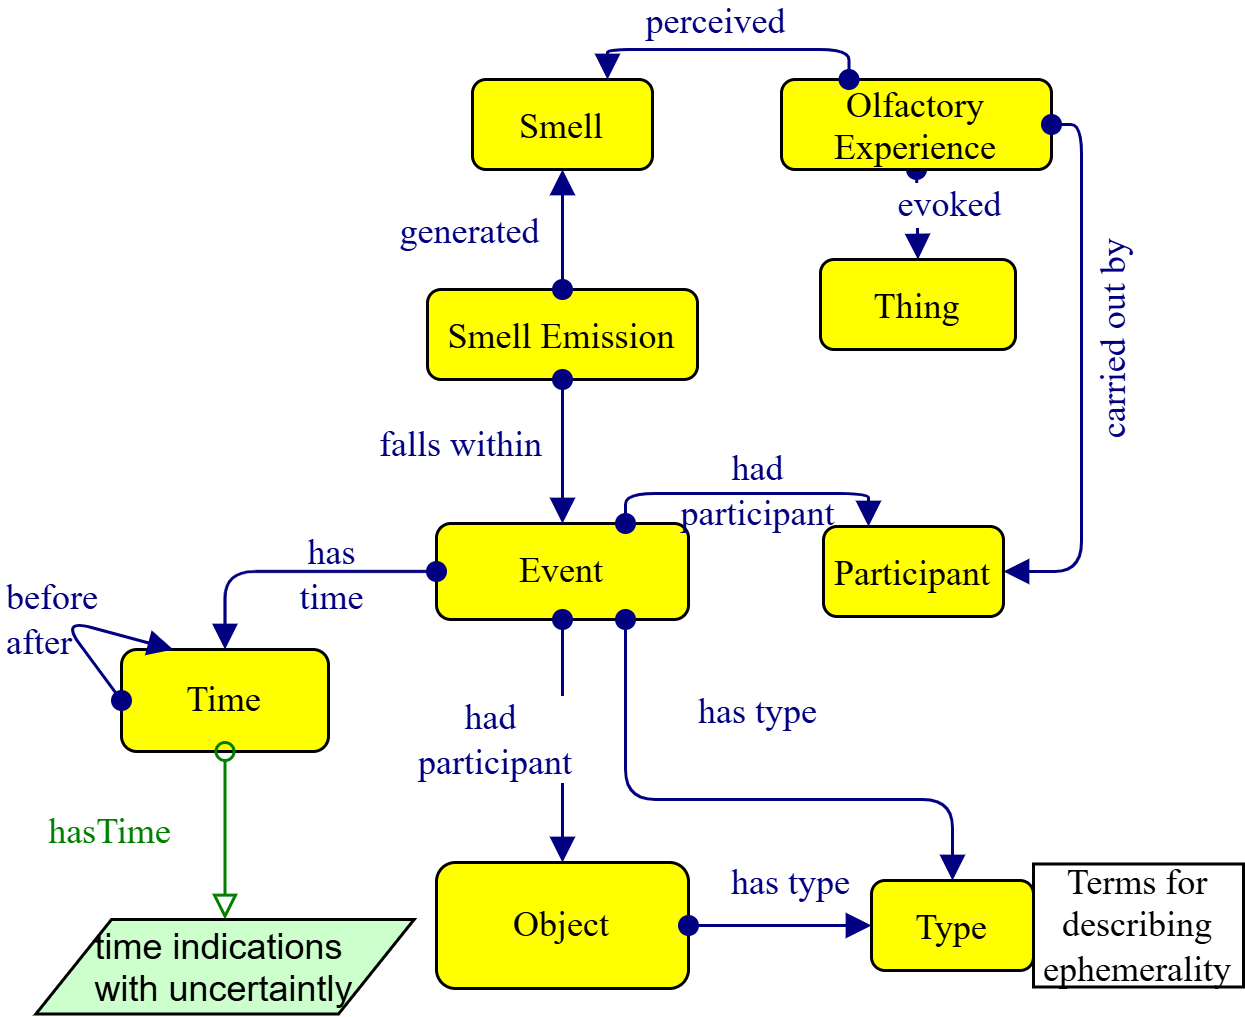 perceived
Smell
Olfactory
Experience
evoked
generated
carried out by
Thing
Smell Emission
falls within
had
participant
Event
Participant
has
time
before
after
Time
had
participant
has type
hasTime
Object
has type
Type
Terms for
describing
ephemerality
time indications
with uncertaintly